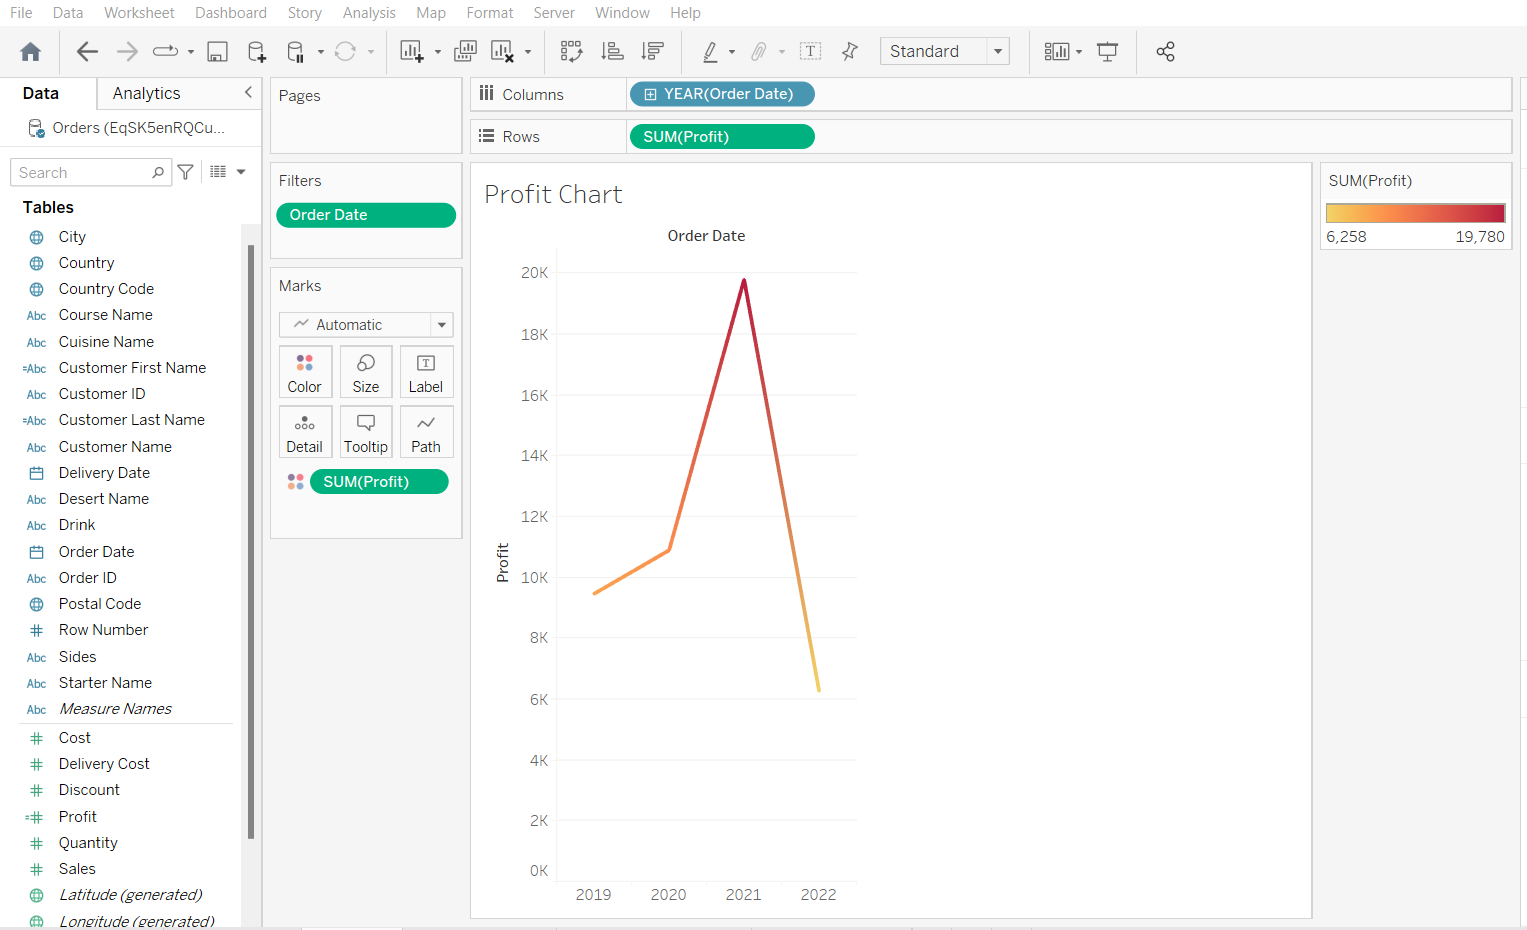 File Data Worksheet Dashboard Story Analysis Map Format Server Window Help
Standard
Data Analytics
Orders (EqSK5enRQCu...
Search
Tables
City
Country
Country Code
Abc Course Name
Abc Cuisine Name
=Abc Customer First Name
Abc Customer ID
=Abc Customer Last Name
Abc Customer Name
Delivery Date
Abc Desert Name
Abc Drink
Order Date
Abc Order ID
Postal Code
# Row Number
Abc Sides
Abc Starter Name
Abc Measure Names
# Cost
# Delivery Cost
# Discount
=# Profit
# Quantity
# Sales
Latitude (generated)
Longitude (generated)
Pages
Filters
Order Date
Marks
Automatic
Color Size Label
Detail Tooltip Path
SUM(Profit)
Columns YEAR(Order Date)
Rows SUM(Profit)
Profit Chart
Order Date
20K
18K
16K
14K
12K
10K
8K
6K
4K
2K
0K
Profit
2019 2020 2021 2022
SUM(Profit)
6,258 19,780